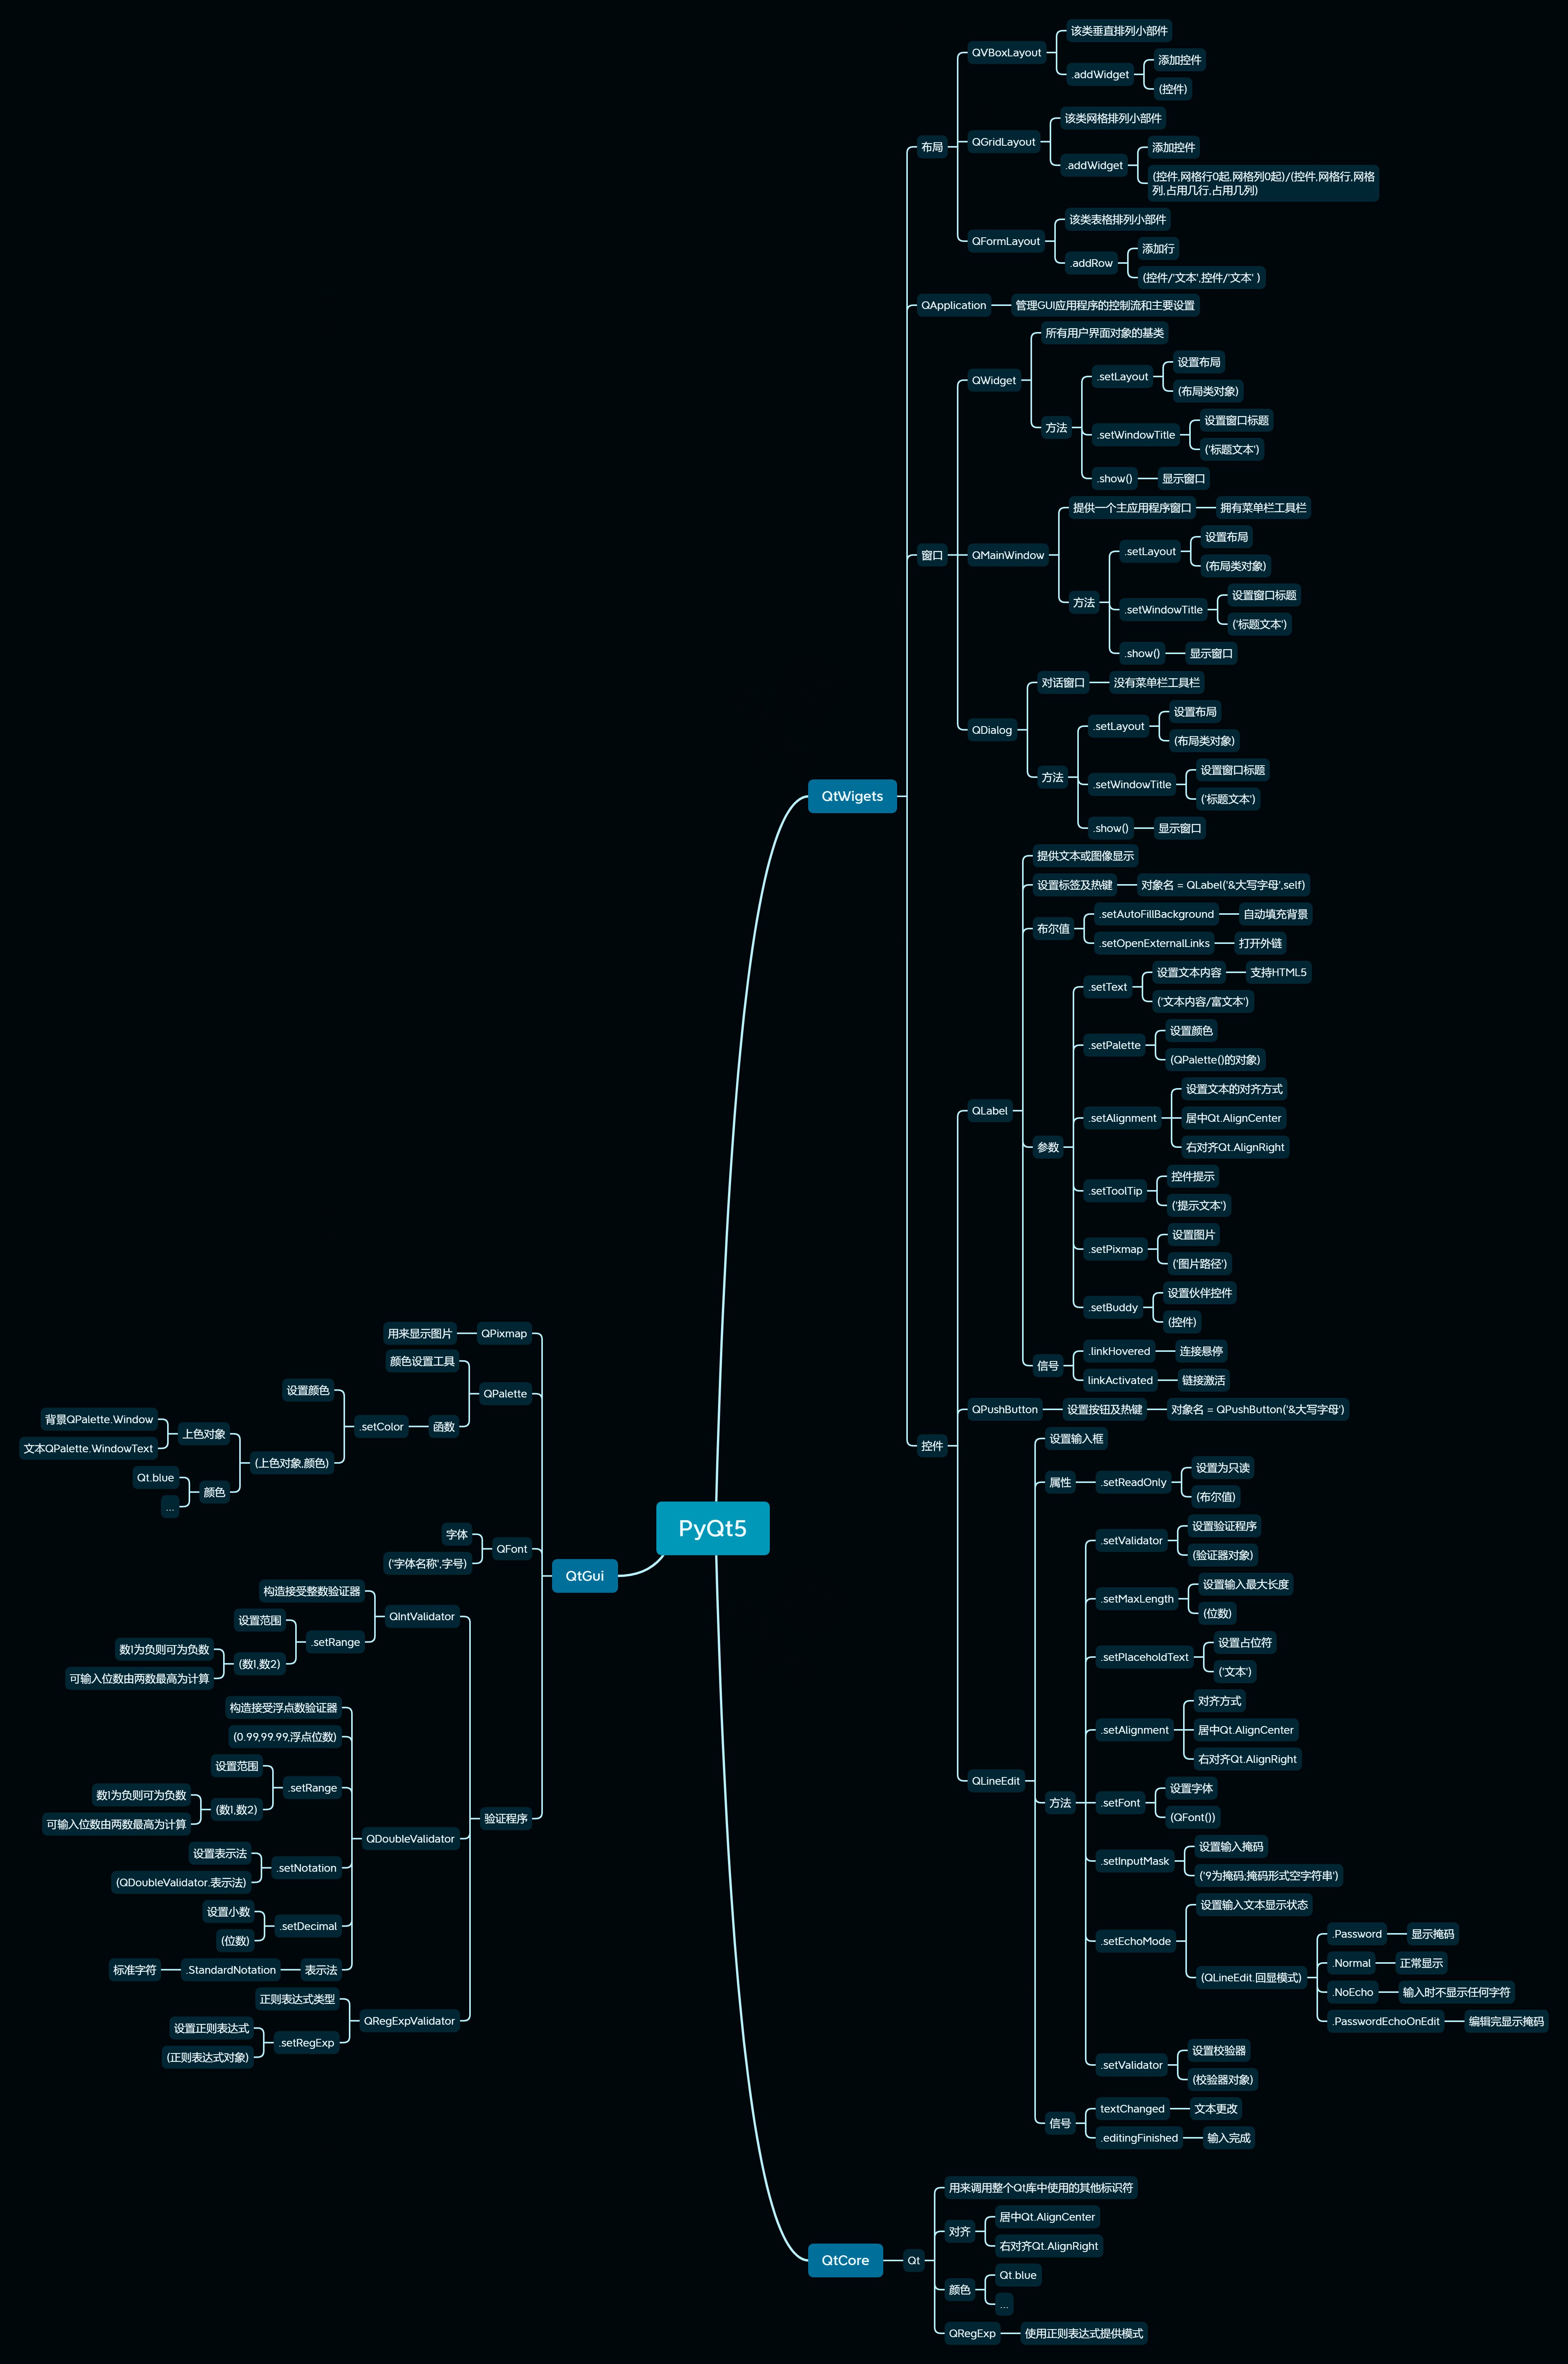 PyQt5
QtWigets
布局
QVBoxLayout
该类垂直排列小部件
.addWidget
添加控件
(控件)
QGridLayout
该类网格排列小部件
.addWidget
添加控件
(控件,网格行0起,网格列0起)/(控件,网格行,网格
列,占用几行,占用几列)
QFormLayout
该类表格排列小部件
.addRow
添加行
(控件/'文本',控件/'文本' )
QApplication
管理GUI应用程序的控制流和主要设置
窗口
QWidget
所有用户界面对象的基类
方法
.setLayout
设置布局
(布局类对象)
.setWindowTitle
设置窗口标题
('标题文本')
.show()
显示窗口
QMainWindow
提供一个主应用程序窗口
拥有菜单栏工具栏
方法
.setLayout
设置布局
(布局类对象)
.setWindowTitle
设置窗口标题
('标题文本')
.show()
显示窗口
QDialog
对话窗口
没有菜单栏工具栏
方法
.setLayout
设置布局
(布局类对象)
.setWindowTitle
设置窗口标题
('标题文本')
.show()
显示窗口
控件
QLabel
提供文本或图像显示
设置标签及热键
对象名 = QLabel('&大写字母',self)
布尔值
.setAutoFillBackground
自动填充背景
.setOpenExternalLinks
打开外链
参数
.setText
设置文本内容
支持HTML5
('文本内容/富文本')
.setPalette
设置颜色
(QPalette()的对象)
.setAlignment
设置文本的对齐方式
居中Qt.AlignCenter
右对齐Qt.AlignRight
.setToolTip
控件提示
('提示文本')
.setPixmap
设置图片
('图片路径')
.setBuddy
设置伙伴控件
(控件)
信号
.linkHovered
连接悬停
linkActivated
链接激活
QPushButton
设置按钮及热键
对象名 = QPushButton('&大写字母')
QLineEdit
设置输入框
属性
.setReadOnly
设置为只读
(布尔值)
方法
.setValidator
设置验证程序
(验证器对象)
.setMaxLength
设置输入最大长度
(位数)
.setPlaceholdText
设置占位符
('文本')
.setAlignment
对齐方式
居中Qt.AlignCenter
右对齐Qt.AlignRight
.setFont
设置字体
(QFont())
.setInputMask
设置输入掩码
('9为掩码;掩码形式空字符串')
.setEchoMode
设置输入文本显示状态
(QLineEdit.回显模式)
.Password
显示掩码
.Normal
正常显示
.NoEcho
输入时不显示任何字符
.PasswordEchoOnEdit
编辑完显示掩码
.setValidator
设置校验器
(校验器对象)
信号
textChanged
文本更改
.editingFinished
输入完成
QtCore
Qt
用来调用整个Qt库中使用的其他标识符
对齐
居中Qt.AlignCenter
右对齐Qt.AlignRight
颜色
Qt.blue
...
QRegExp
使用正则表达式提供模式
QtGui
QPixmap
用来显示图片
QPalette
颜色设置工具
函数
.setColor
设置颜色
(上色对象,颜色)
上色对象
背景QPalette.Window
文本QPalette.WindowText
颜色
Qt.blue
...
QFont
字体
('字体名称',字号)
验证程序
QIntValidator
构造接受整数验证器
.setRange
设置范围
(数1,数2)
数1为负则可为负数
可输入位数由两数最高为计算
QDoubleValidator
构造接受浮点数验证器
(0.99,99.99,浮点位数)
.setRange
设置范围
(数1,数2)
数1为负则可为负数
可输入位数由两数最高为计算
.setNotation
设置表示法
(QDoubleValidator.表示法)
.setDecimal
设置小数
(位数)
表示法
.StandardNotation
标准字符
QRegExpValidator
正则表达式类型
.setRegExp
设置正则表达式
(正则表达式对象)